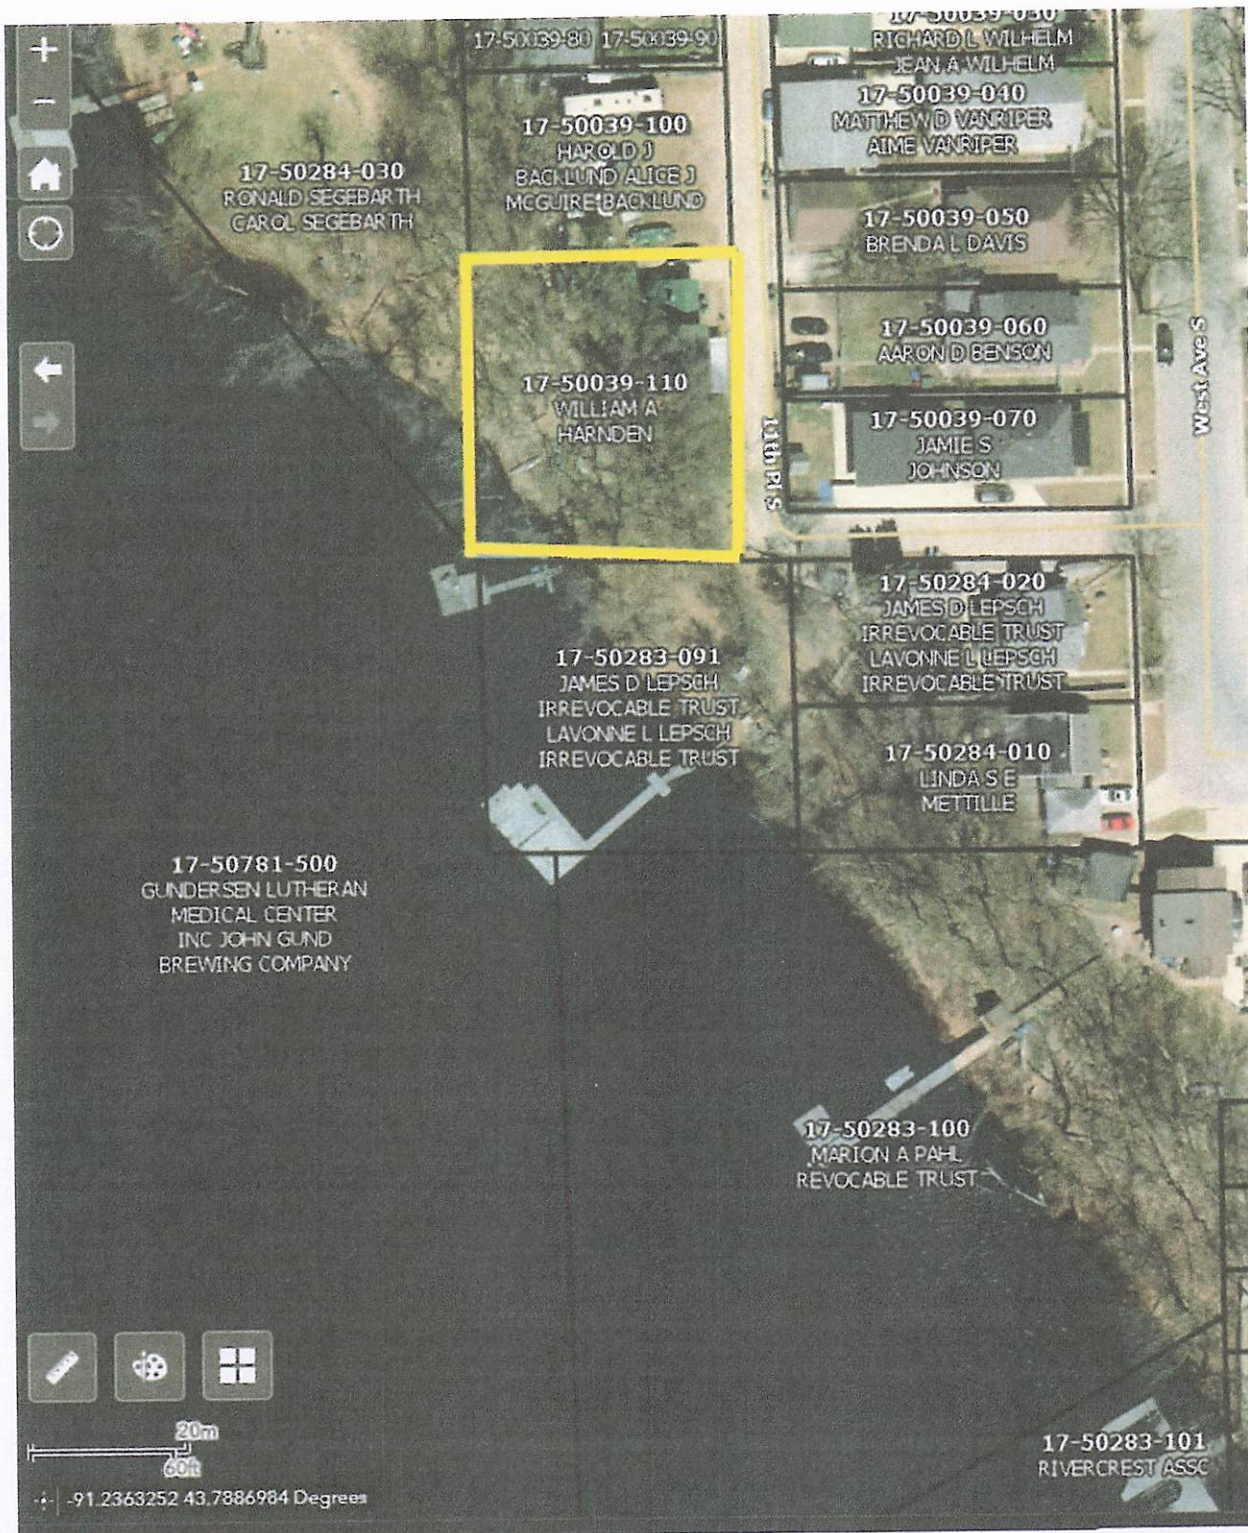 17-50039-80 17-50039-90
17-50039-030
RICHARD L WILHELM
JEAN A WILHELM
17-50039-040
MATTHEW D VANRIPER
AIME VANRIPER
17-50039-100
HAROLD J
BACKLUND ALICE J
MCGUIRE-BACKLUND
17-50284-030
RONALD SEGEBARTH
CAROL SEGEBARTH
17-50039-050
BRENDA L DAVIS
17-50039-060
AARON D BENSON
17-50039-110
WILLIAM A
HARNDEN
17-50039-070
JAMIE S
JOHNSON
11th Pl S
West Ave S
17-50284-020
JAMES D LEPSCH
IRREVOCABLE TRUST
LAVONNE L LEPSCH
IRREVOCABLE TRUST
17-50283-091
JAMES D LEPSCH
IRREVOCABLE TRUST
LAVONNE L LEPSCH
IRREVOCABLE TRUST
17-50284-010
LINDA S E
METTILLE
17-50781-500
GUNDERSEN LUTHERAN
MEDICAL CENTER
INC JOHN GUND
BREWING COMPANY
17-50283-100
MARION A PAHL
REVOCABLE TRUST
17-50283-101
RIVERCREST ASSC
20m
60ft
-91.2363252 43.7886984 Degrees